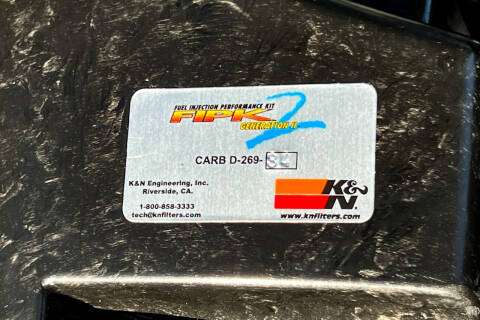 FUEL INJECTION PERFORMANCE KIT
FIPK 2
GENERATION II
CARB D-269-
K&N Engineering, Inc.
Riverside, CA.
1-800-858-3333
tech@knfilters.com
K&N
www.knfilters.com